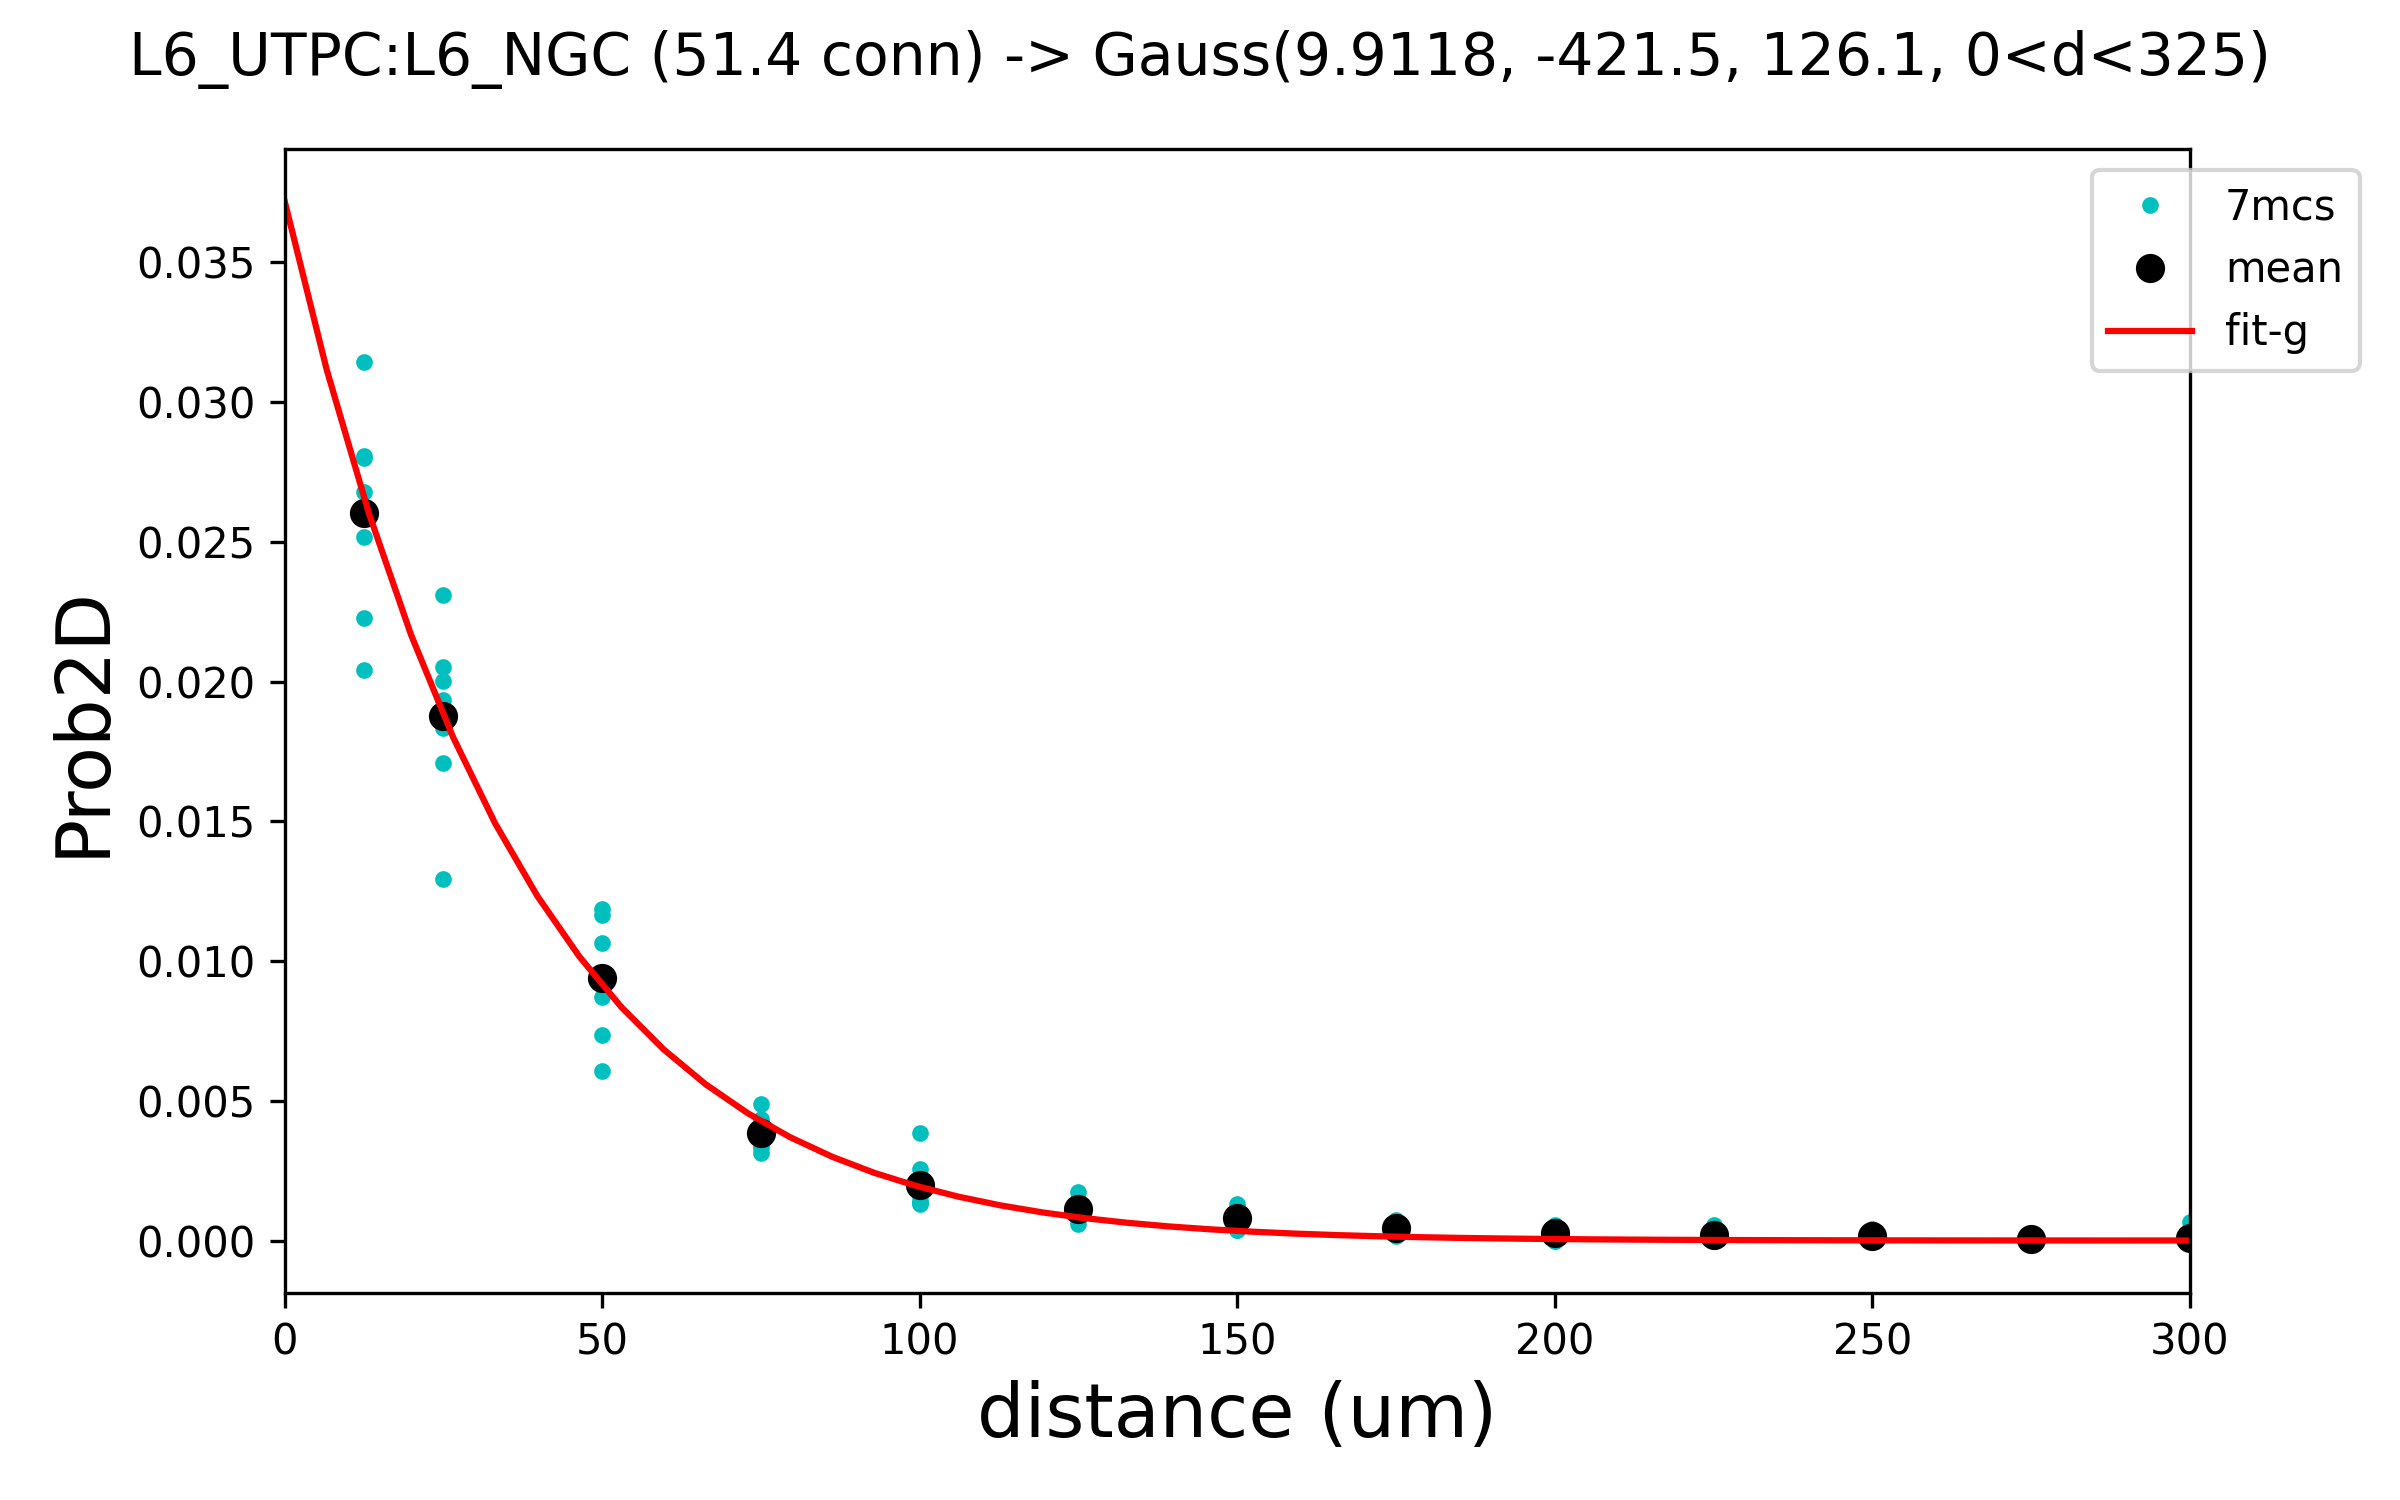 L6_UTPC:L6_NGC (51.4 conn) -> Gauss(9.9118, -421.5, 126.1, 0<d<325)
7mcs
mean
fit-g
Prob2D
0.035
0.030
0.025
0.020
0.015
0.010
0.005
0.000
0 50 100 150 200 250 300
distance (um)